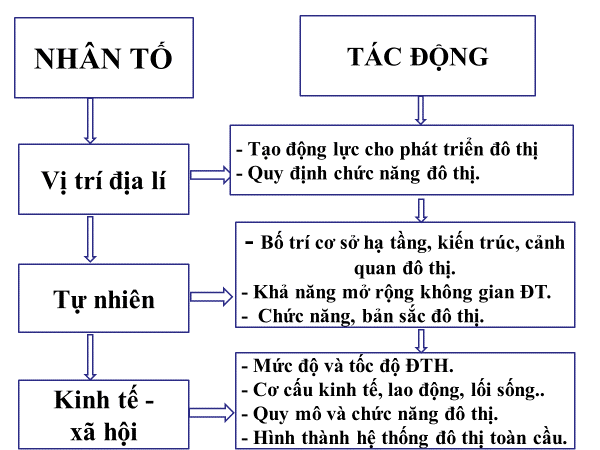 NHÂN TỐ
TÁC ĐỘNG
Vị trí địa lí
- Tạo động lực cho phát triển đô thị
- Quy định chức năng đô thị.
Tự nhiên
- Bố trí cơ sở hạ tầng, kiến trúc, cảnh
quan đô thị.
- Khả năng mở rộng không gian ĐT.
- Chức năng, bản sắc đô thị.
Kinh tế -
xã hội
- Mức độ và tốc độ ĐTH.
- Cơ cấu kinh tế, lao động, lối sống..
- Quy mô và chức năng đô thị.
- Hình thành hệ thống đô thị toàn cầu.